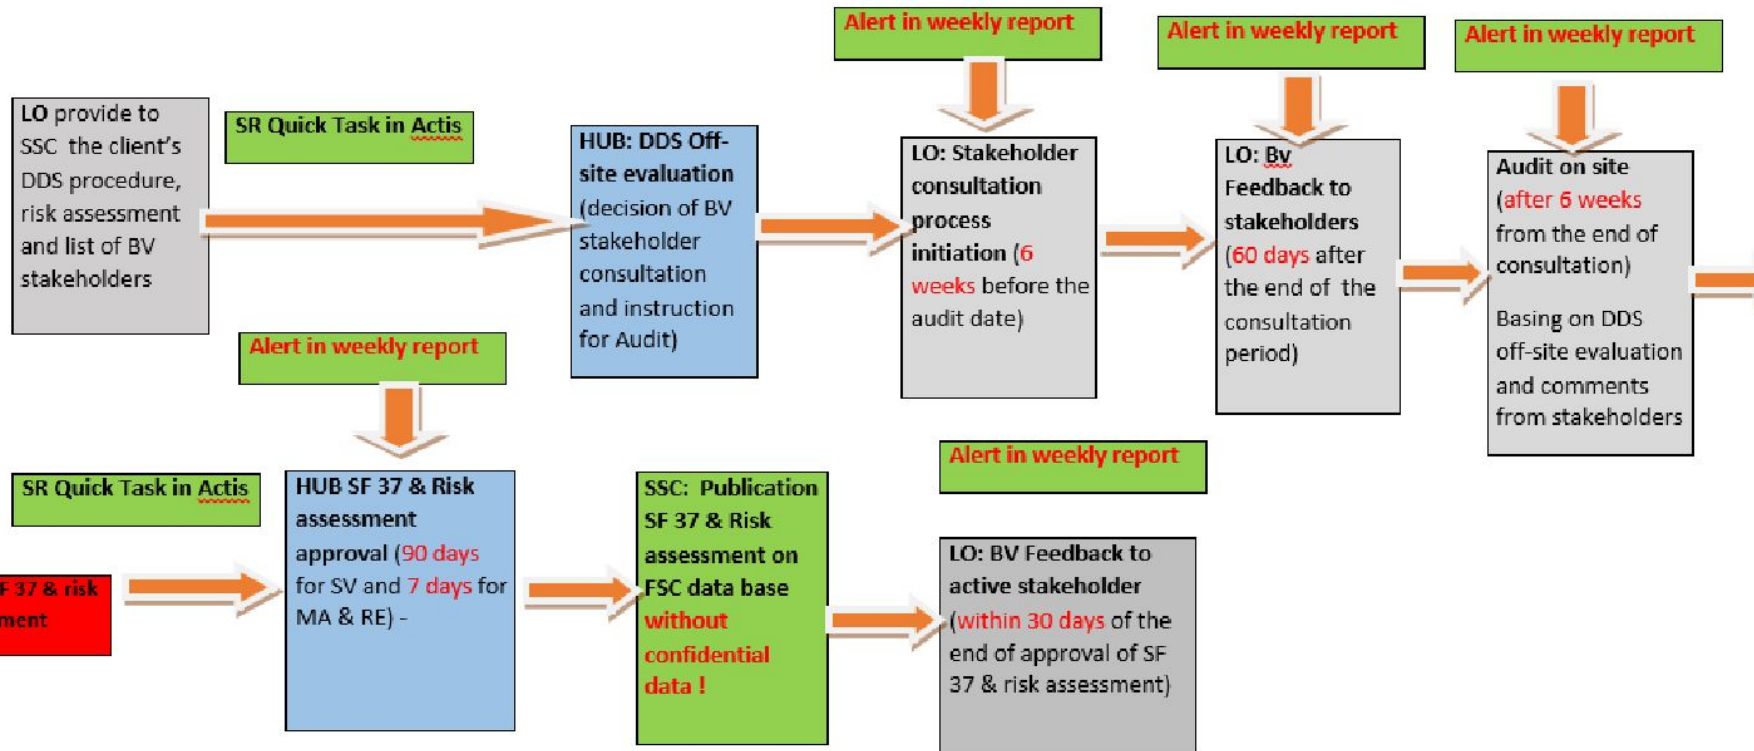 Alert in weekly report
Alert in weekly report
Alert in weekly report
LO provide to
SSC the client's
DDS procedure,
risk assessment
and list of BV
stakeholders
SR Quick Task in Actis
HUB: DDS Off-
site evaluation
(decision of BV
stakeholder
consultation
and instruction
for Audit)
LO: Stakeholder
consultation
process
initiation (6
weeks before the
audit date)
LO: Bv
Feedback to
stakeholders
(60 days after
the end of the
consultation
period)
Audit on site
(after 6 weeks
from the end of
consultation)
Basing on DDS
off-site evaluation
and comments
from stakeholders
Alert in weekly report
SR Quick Task in Actis
F 37 & risk
ment
HUB SF 37 & Risk
assessment
approval (90 days
for SV and 7 days for
MA & RE) -
SSC: Publication
SF 37 & Risk
assessment on
FSC data base
without
confidential
data !
Alert in weekly report
LO: BV Feedback to
active stakeholder
(within 30 days of the
end of approval of SF
37 & risk assessment)